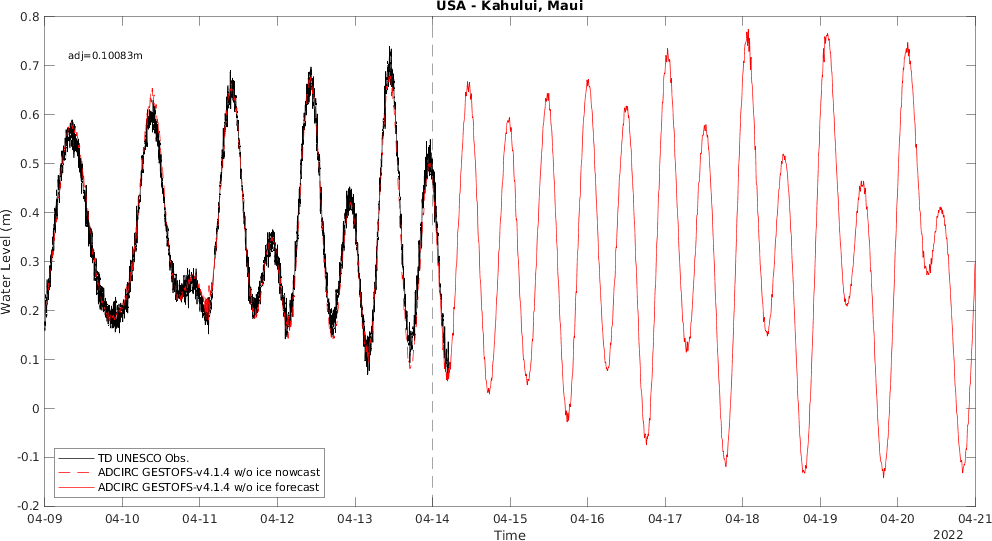 USA - Kahului, Maui
adj=0.10083m
Water Level (m)
0.8
0.7
0.6
0.5
0.4
0.3
0.2
0.1
0
-0.1
-0.2
TD UNESCO Obs.
ADCIRC GESTOFS-v4.1.4 w/o ice nowcast
ADCIRC GESTOFS-v4.1.4 w/o ice forecast
04-09 04-10 04-11 04-12 04-13 04-14 04-15 04-16 04-17 04-18 04-19 04-20 04-21
Time
2022